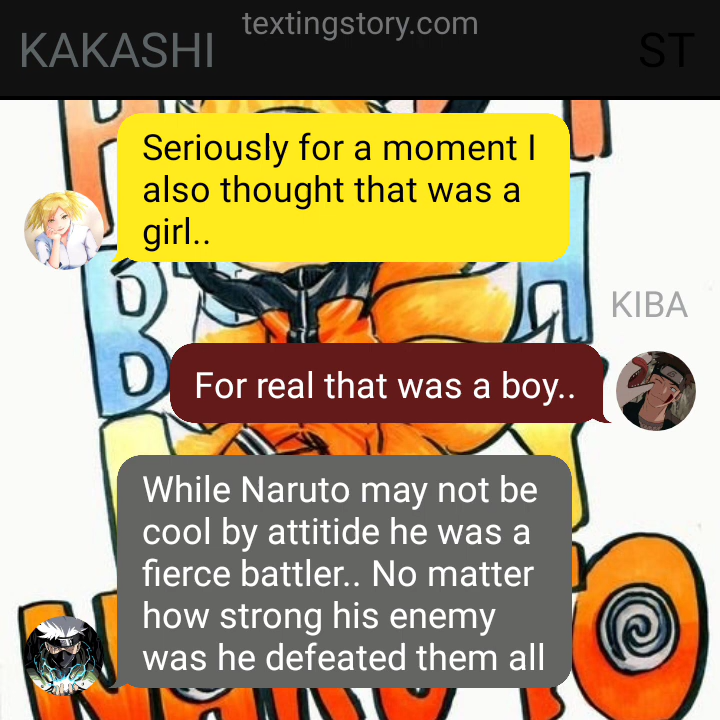 textingstory.com
KAKASHI
ST
Seriously for a moment I
also thought that was a
girl..
KIBA
For real that was a boy..
While Naruto may not be
cool by attitide he was a
fierce battler.. No matter
how strong his enemy
was he defeated them all